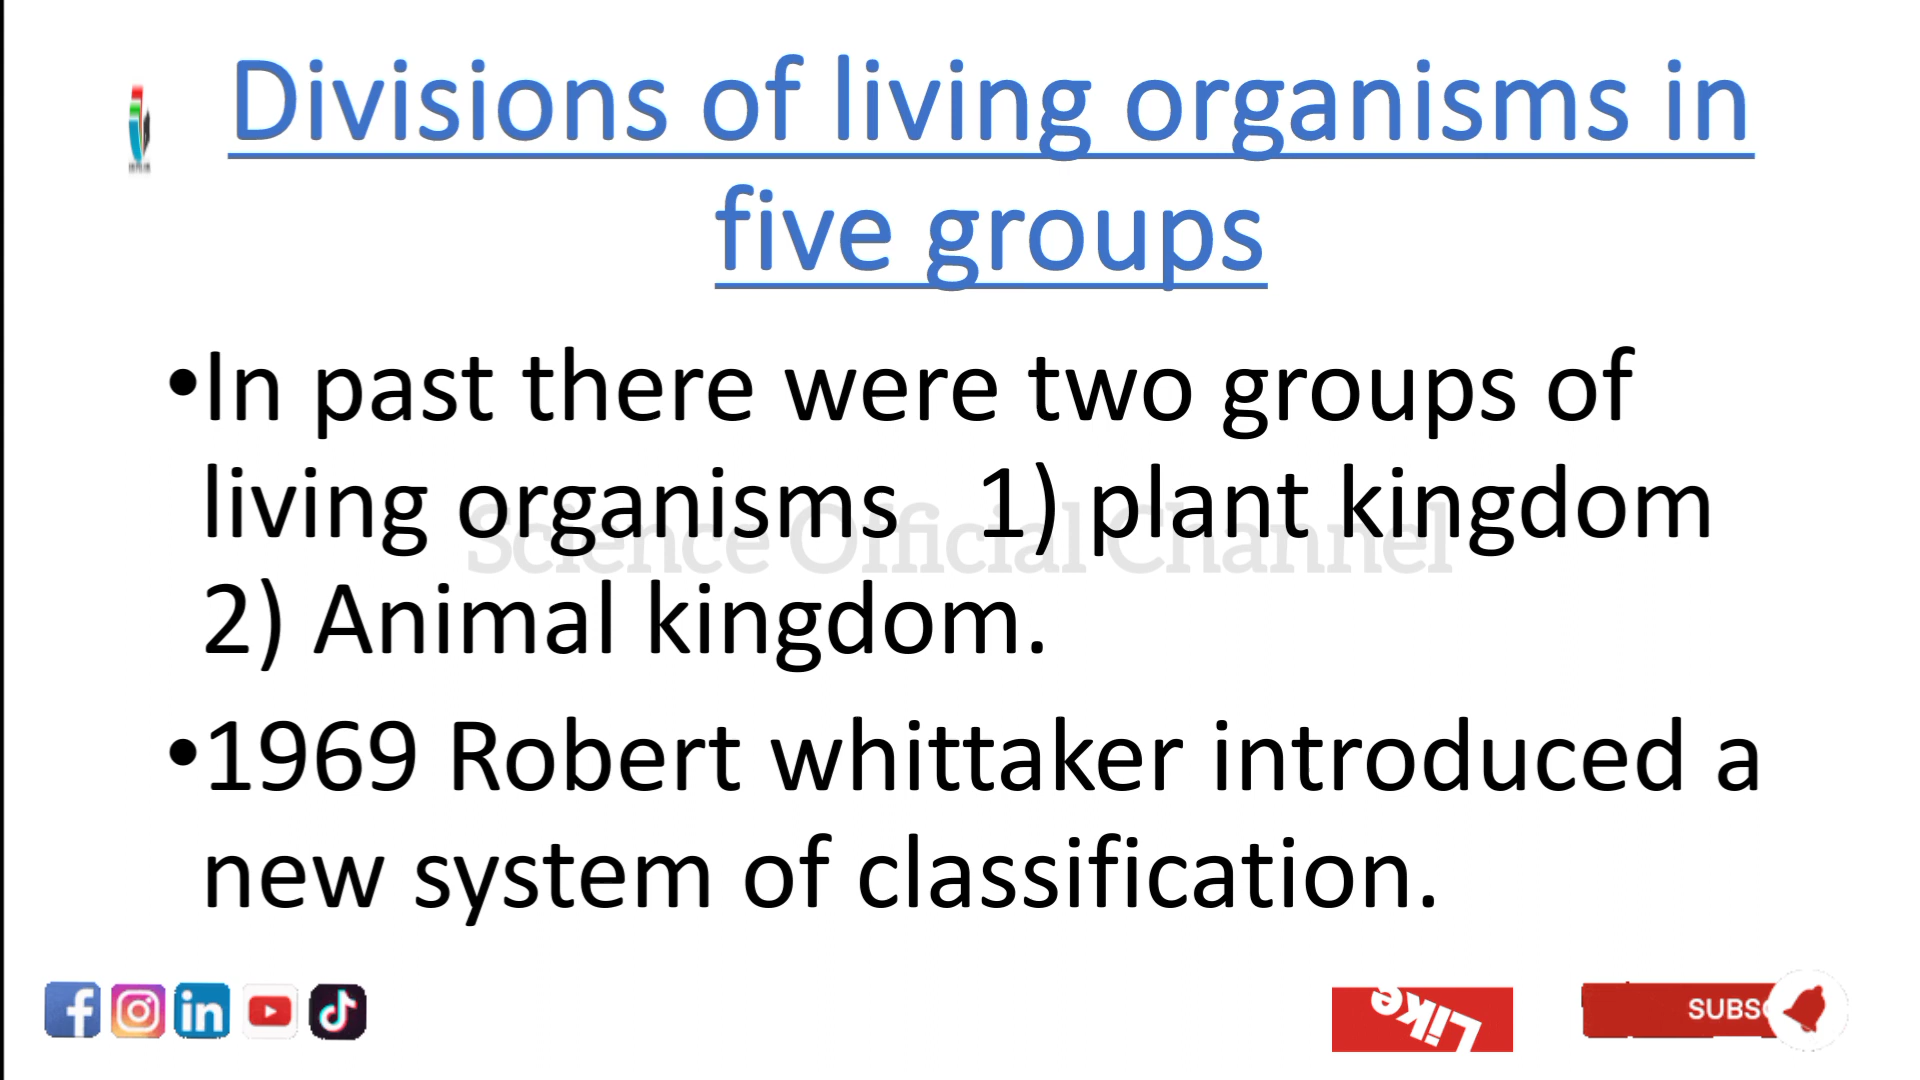 Divisions of living organisms in
five groups
•In past there were two groups of
living organisms 1) plant kingdom
2) Animal kingdom.
•1969 Robert whittaker introduced a
new system of classification.
Science Official Channel
Like
SUBS